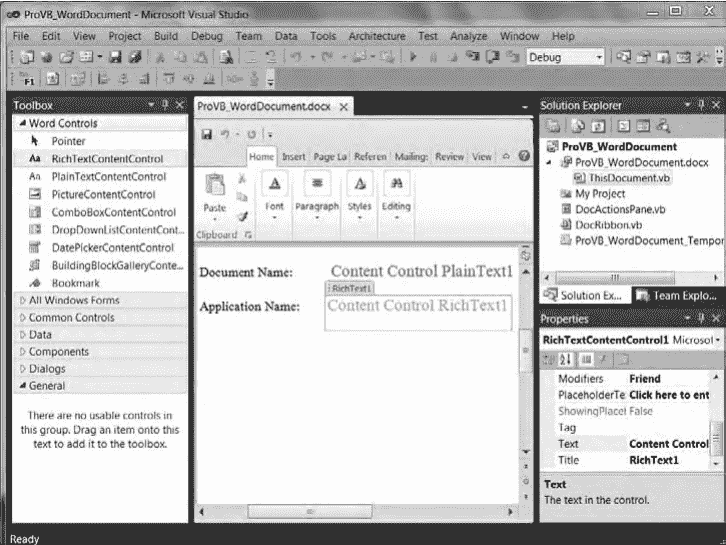 ProVB_WordDocument - Microsoft Visual Studio
File Edit View Project Build Debug Team Data Tools Architecture Test Analyze Window Help
Debug
F1
Toolbox
Word Controls
Pointer
Aa RichTextContentControl
Aa PlainTextContentControl
PictureContentControl
ComboBoxContentControl
DropDownListContentCont...
DatePickerContentControl
BuildingBlockGalleryConte...
Bookmark
All Windows Forms
Common Controls
Data
Components
Dialogs
General
There are no usable controls in
this group. Drag an item onto this
text to add it to the toolbox.
ProVB_WordDocument.docx
Home Insert Page La Referen Mailing: Review View
Paste
Font Paragraph Styles Editing
Clipboard
Document Name: Content Control PlainText1
RichText1
Application Name: Content Control RichText1
Solution Explorer
ProVB_WordDocument
ProVB_WordDocument.docx
ThisDocument.vb
My Project
DocActionsPane.vb
DocRibbon.vb
ProVB_WordDocument_Tempor
Solution Ex... Team Explo...
Properties
RichTextContentControl1 Microsof
Modifiers Friend
PlaceholderTe Click here to ent
ShowingPlacel False
Tag
Text Content Control
Title RichText1
Text
The text in the control.
Ready